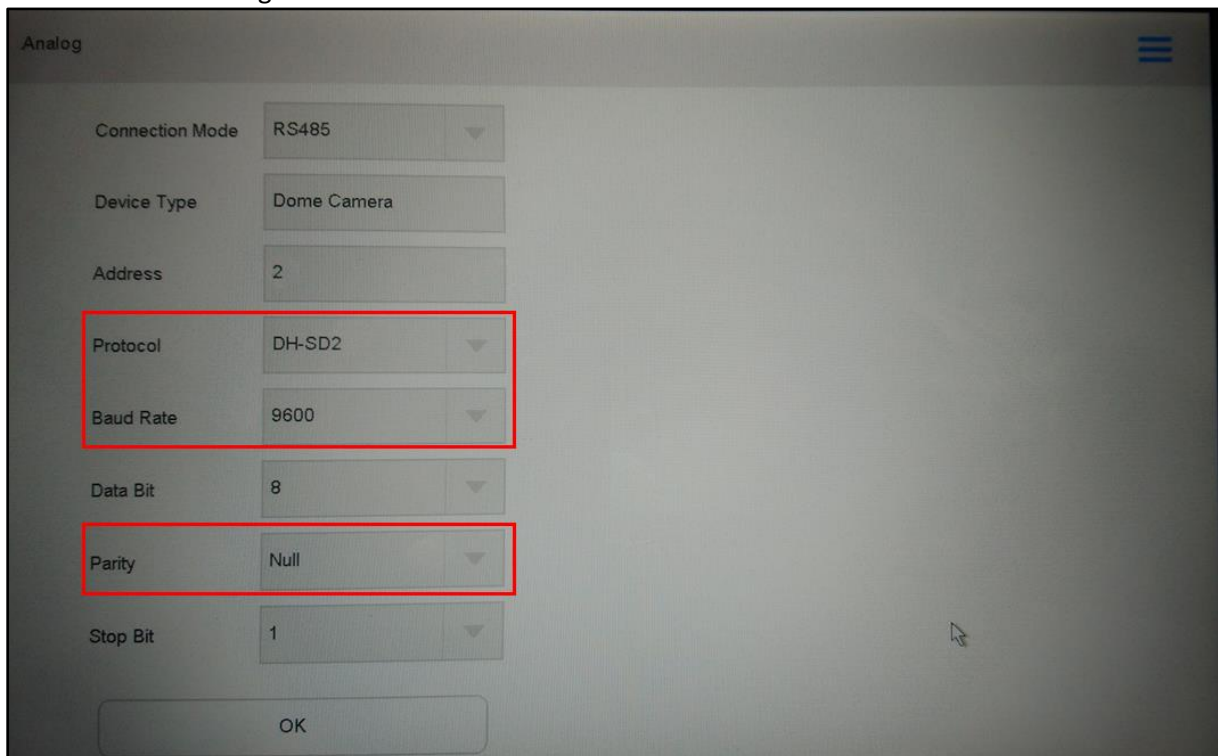 Analog
Connection Mode RS485
Device Type Dome Camera
Address 2
Protocol DH-SD2
Baud Rate 9600
Data Bit 8
Parity Null
Stop Bit 1
OK